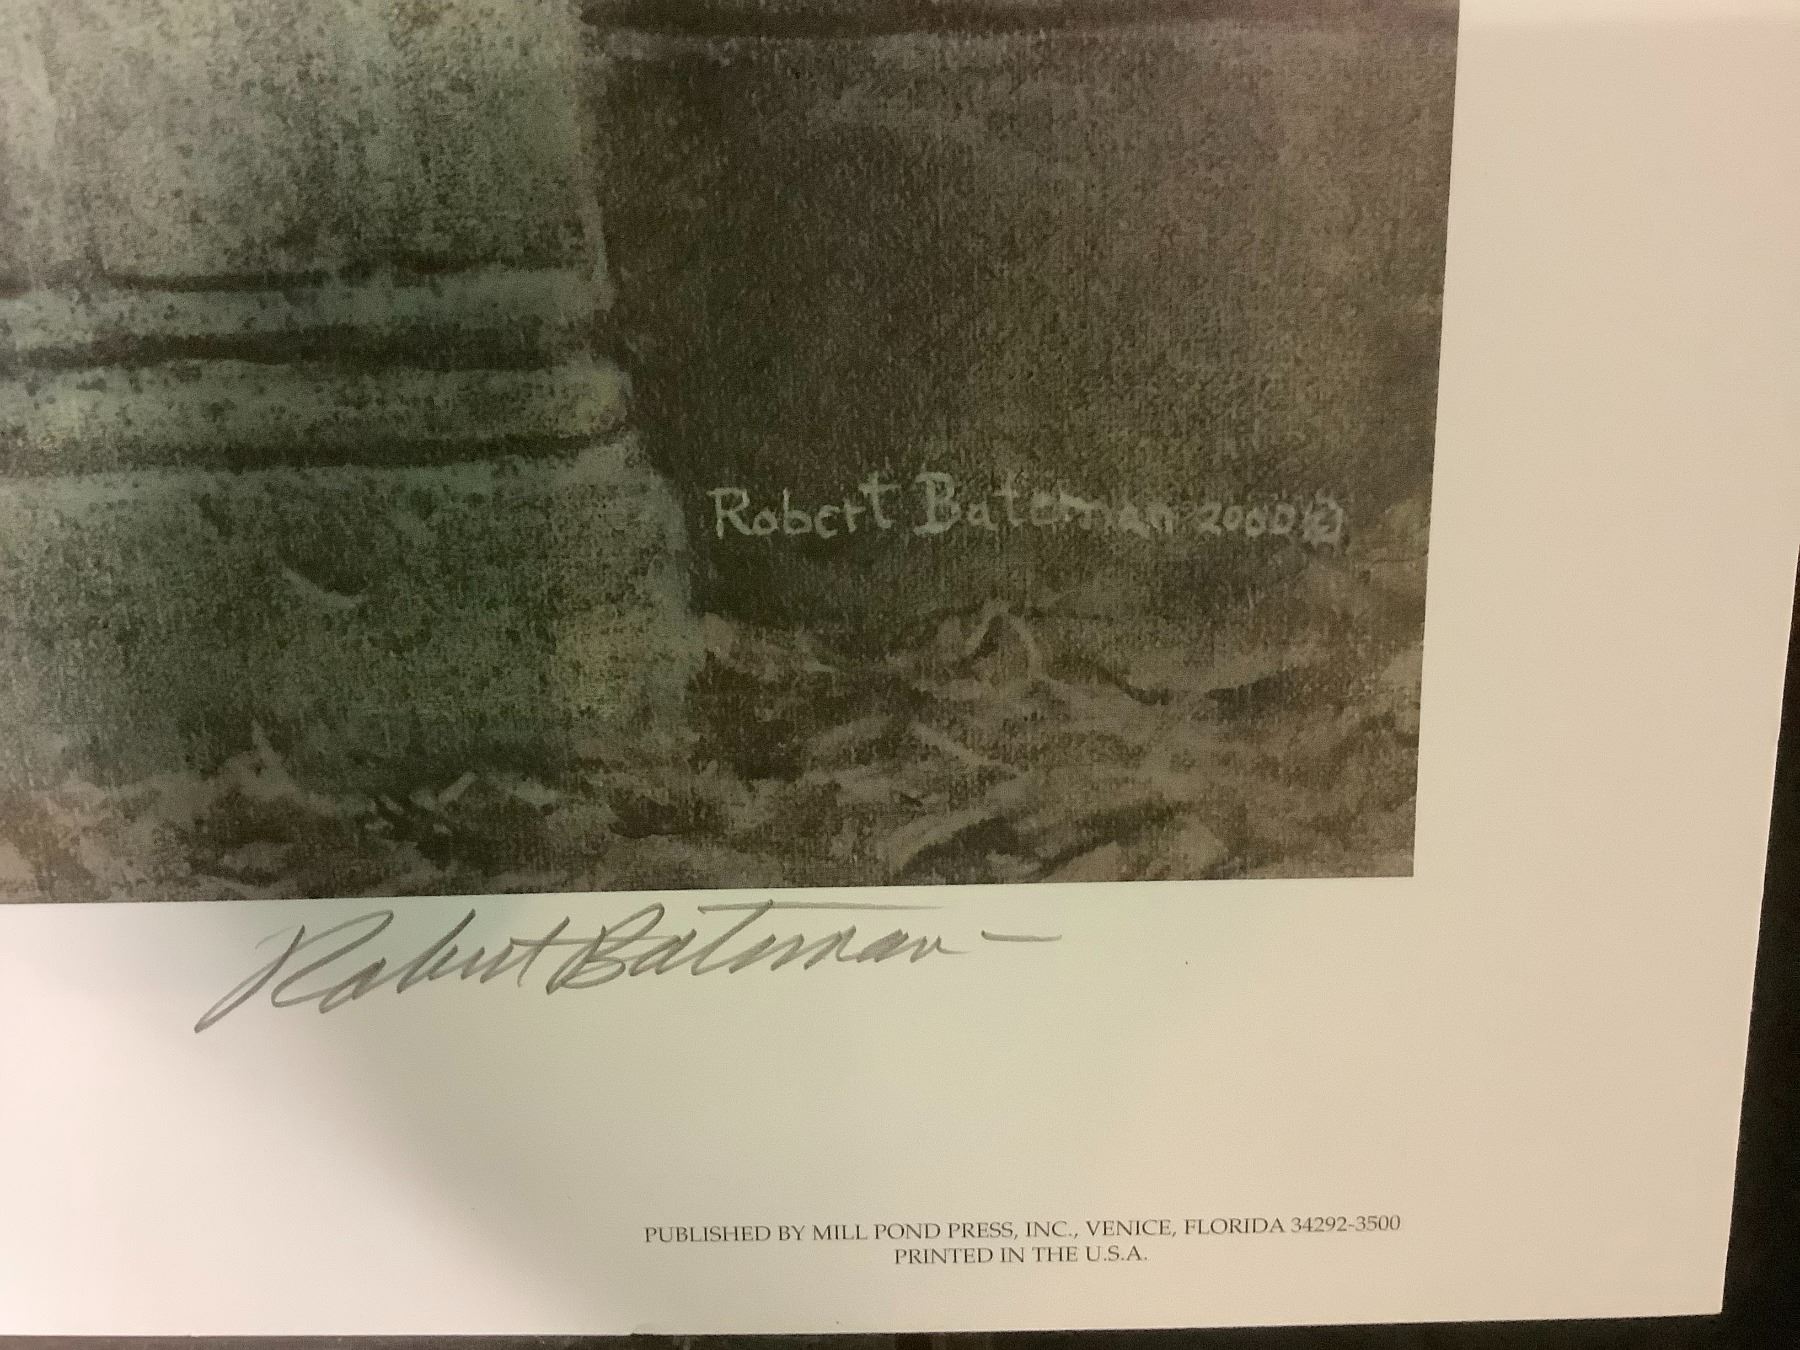 Robert Bateman 2000 ©
Robert Bateman –
PUBLISHED BY MILL POND PRESS, INC., VENICE, FLORIDA 34292-3500
PRINTED IN THE U.S.A.